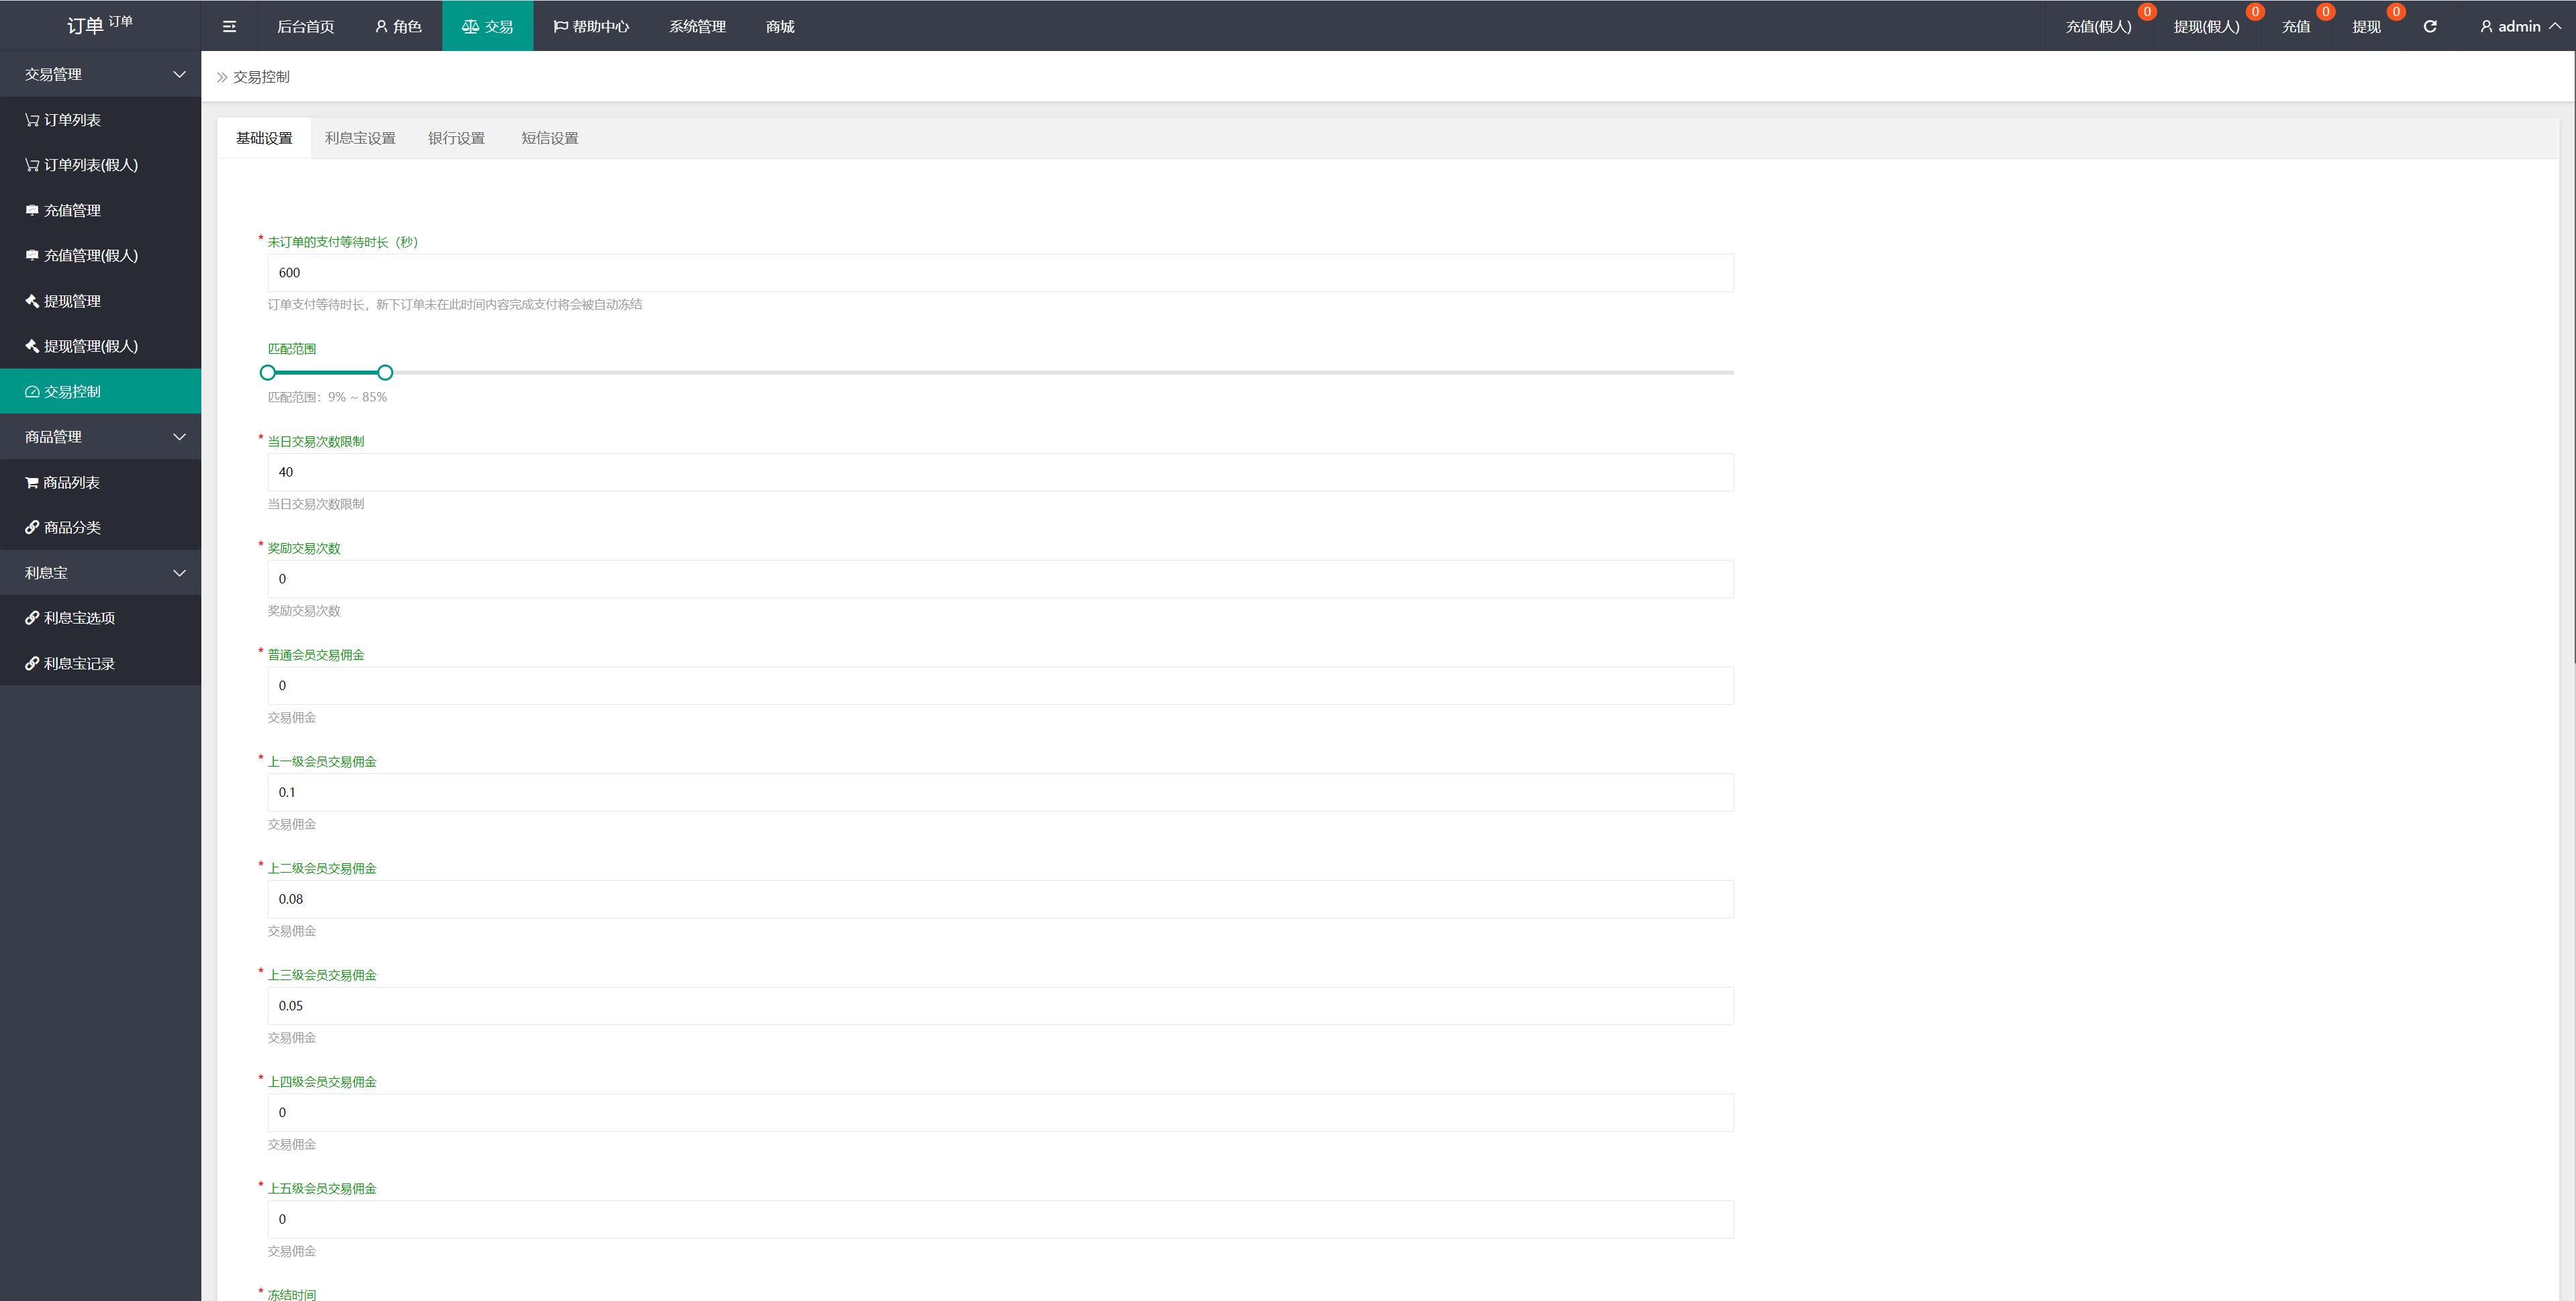 订单 订单
后台首页 角色 交易 帮助中心 系统管理 商城
充值(假人) 0 提现(假人) 0 充值 0 提现 0 admin
交易管理
订单列表
订单列表(假人)
充值管理
充值管理(假人)
提现管理
提现管理(假人)
交易控制
商品管理
商品列表
商品分类
利息宝
利息宝选项
利息宝记录
交易控制
基础设置 利息宝设置 银行设置 短信设置
* 未订单的支付等待时长（秒）
600
订单支付等待时长，新下订单未在此时间内容完成支付将会被自动冻结
匹配范围
匹配范围：9% ~ 85%
* 当日交易次数限制
40
当日交易次数限制
* 奖励交易次数
0
奖励交易次数
* 普通会员交易佣金
0
交易佣金
* 上一级会员交易佣金
0.1
交易佣金
* 上二级会员交易佣金
0.08
交易佣金
* 上三级会员交易佣金
0.05
交易佣金
* 上四级会员交易佣金
0
交易佣金
* 上五级会员交易佣金
0
交易佣金
* 冻结时间